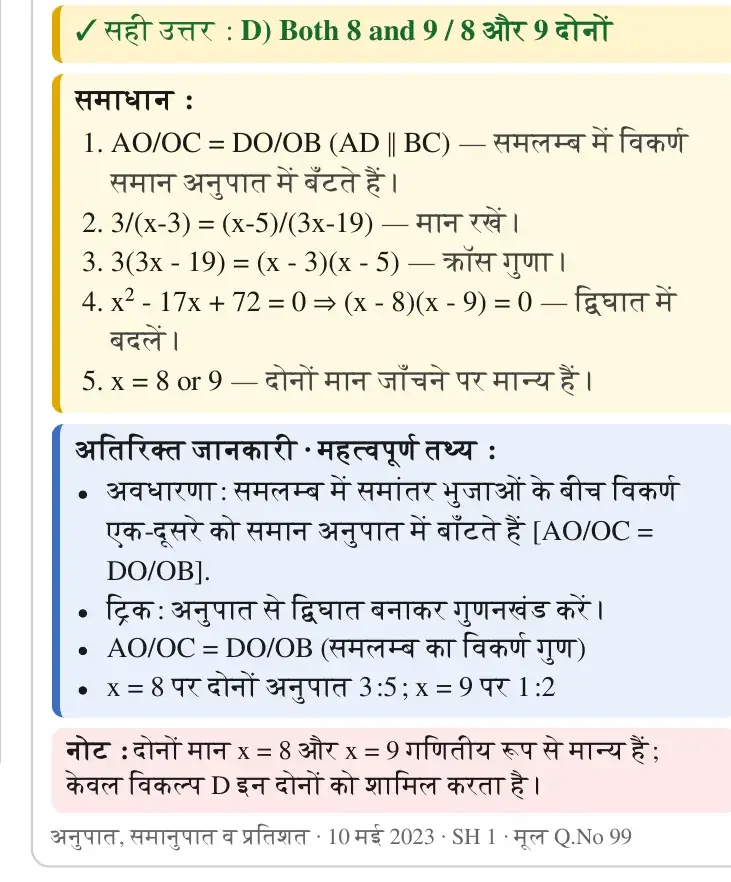 ✓ सही उत्तर : D) Both 8 and 9 / 8 और 9 दोनों
समाधान :
1. AO/OC = DO/OB (AD || BC) — समलम्ब में विकर्ण
समान अनुपात में बँटते हैं।
2. 3/(x-3) = (x-5)/(3x-19) — मान रखें।
3. 3(3x - 19) = (x - 3)(x - 5) — क्रॉस गुणा।
4. x² - 17x + 72 = 0 ⇒ (x - 8)(x - 9) = 0 — द्विघात में
बदलें।
5. x = 8 or 9 — दोनों मान जाँचने पर मान्य हैं।
अतिरिक्त जानकारी · महत्वपूर्ण तथ्य :
• अवधारणा : समलम्ब में समांतर भुजाओं के बीच विकर्ण
एक-दूसरे को समान अनुपात में बाँटते हैं [AO/OC =
DO/OB].
• ट्रिक : अनुपात से द्विघात बनाकर गुणनखंड करें।
• AO/OC = DO/OB (समलम्ब का विकर्ण गुण)
• x = 8 पर दोनों अनुपात 3:5; x = 9 पर 1:2
नोट : दोनों मान x = 8 और x = 9 गणितीय रूप से मान्य हैं;
केवल विकल्प D इन दोनों को शामिल करता है।
अनुपात, समानुपात व प्रतिशत · 10 मई 2023 · SH 1 · मूल Q.No 99